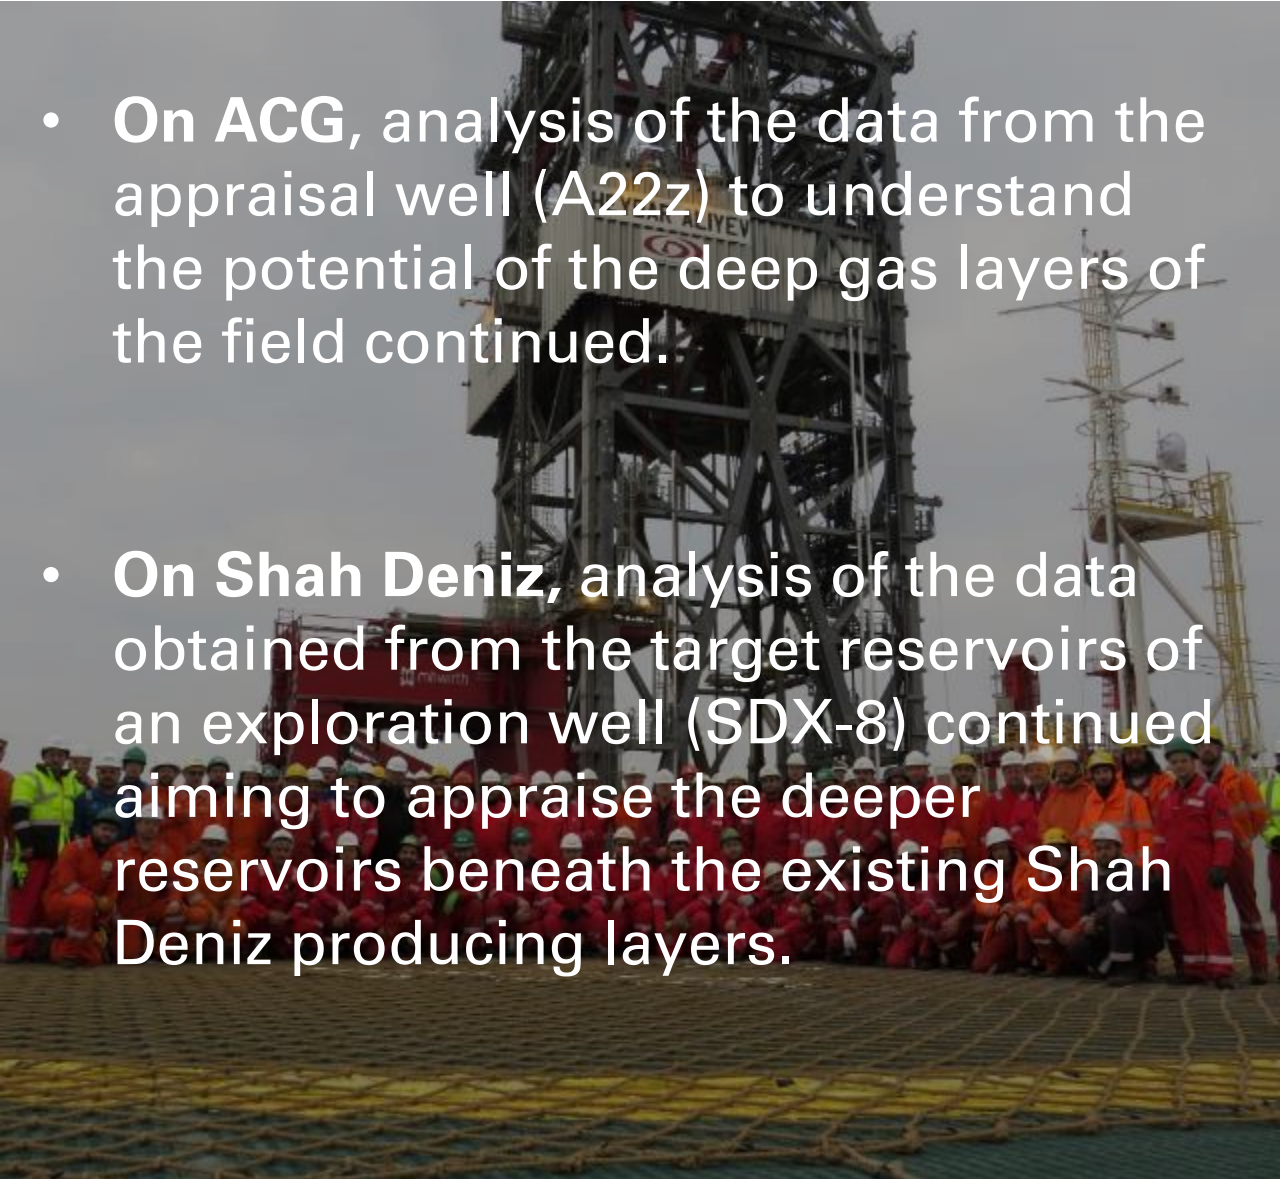 • On ACG, analysis of the data from the
appraisal well (A22z) to understand
the potential of the deep gas layers of
the field continued.
• On Shah Deniz, analysis of the data
obtained from the target reservoirs of
an exploration well (SDX-8) continued
aiming to appraise the deeper
reservoirs beneath the existing Shah
Deniz producing layers.
ALIYEV